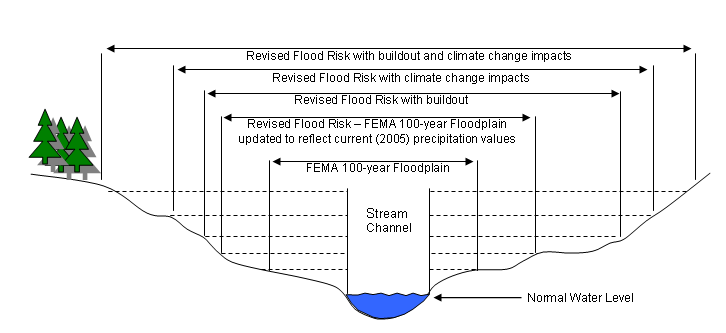 Revised Flood Risk with buildout and climate change impacts
Revised Flood Risk with climate change impacts
Revised Flood Risk with buildout
Revised Flood Risk – FEMA 100-year Floodplain
updated to reflect current (2005) precipitation values
FEMA 100-year Floodplain
Stream
Channel
Normal Water Level